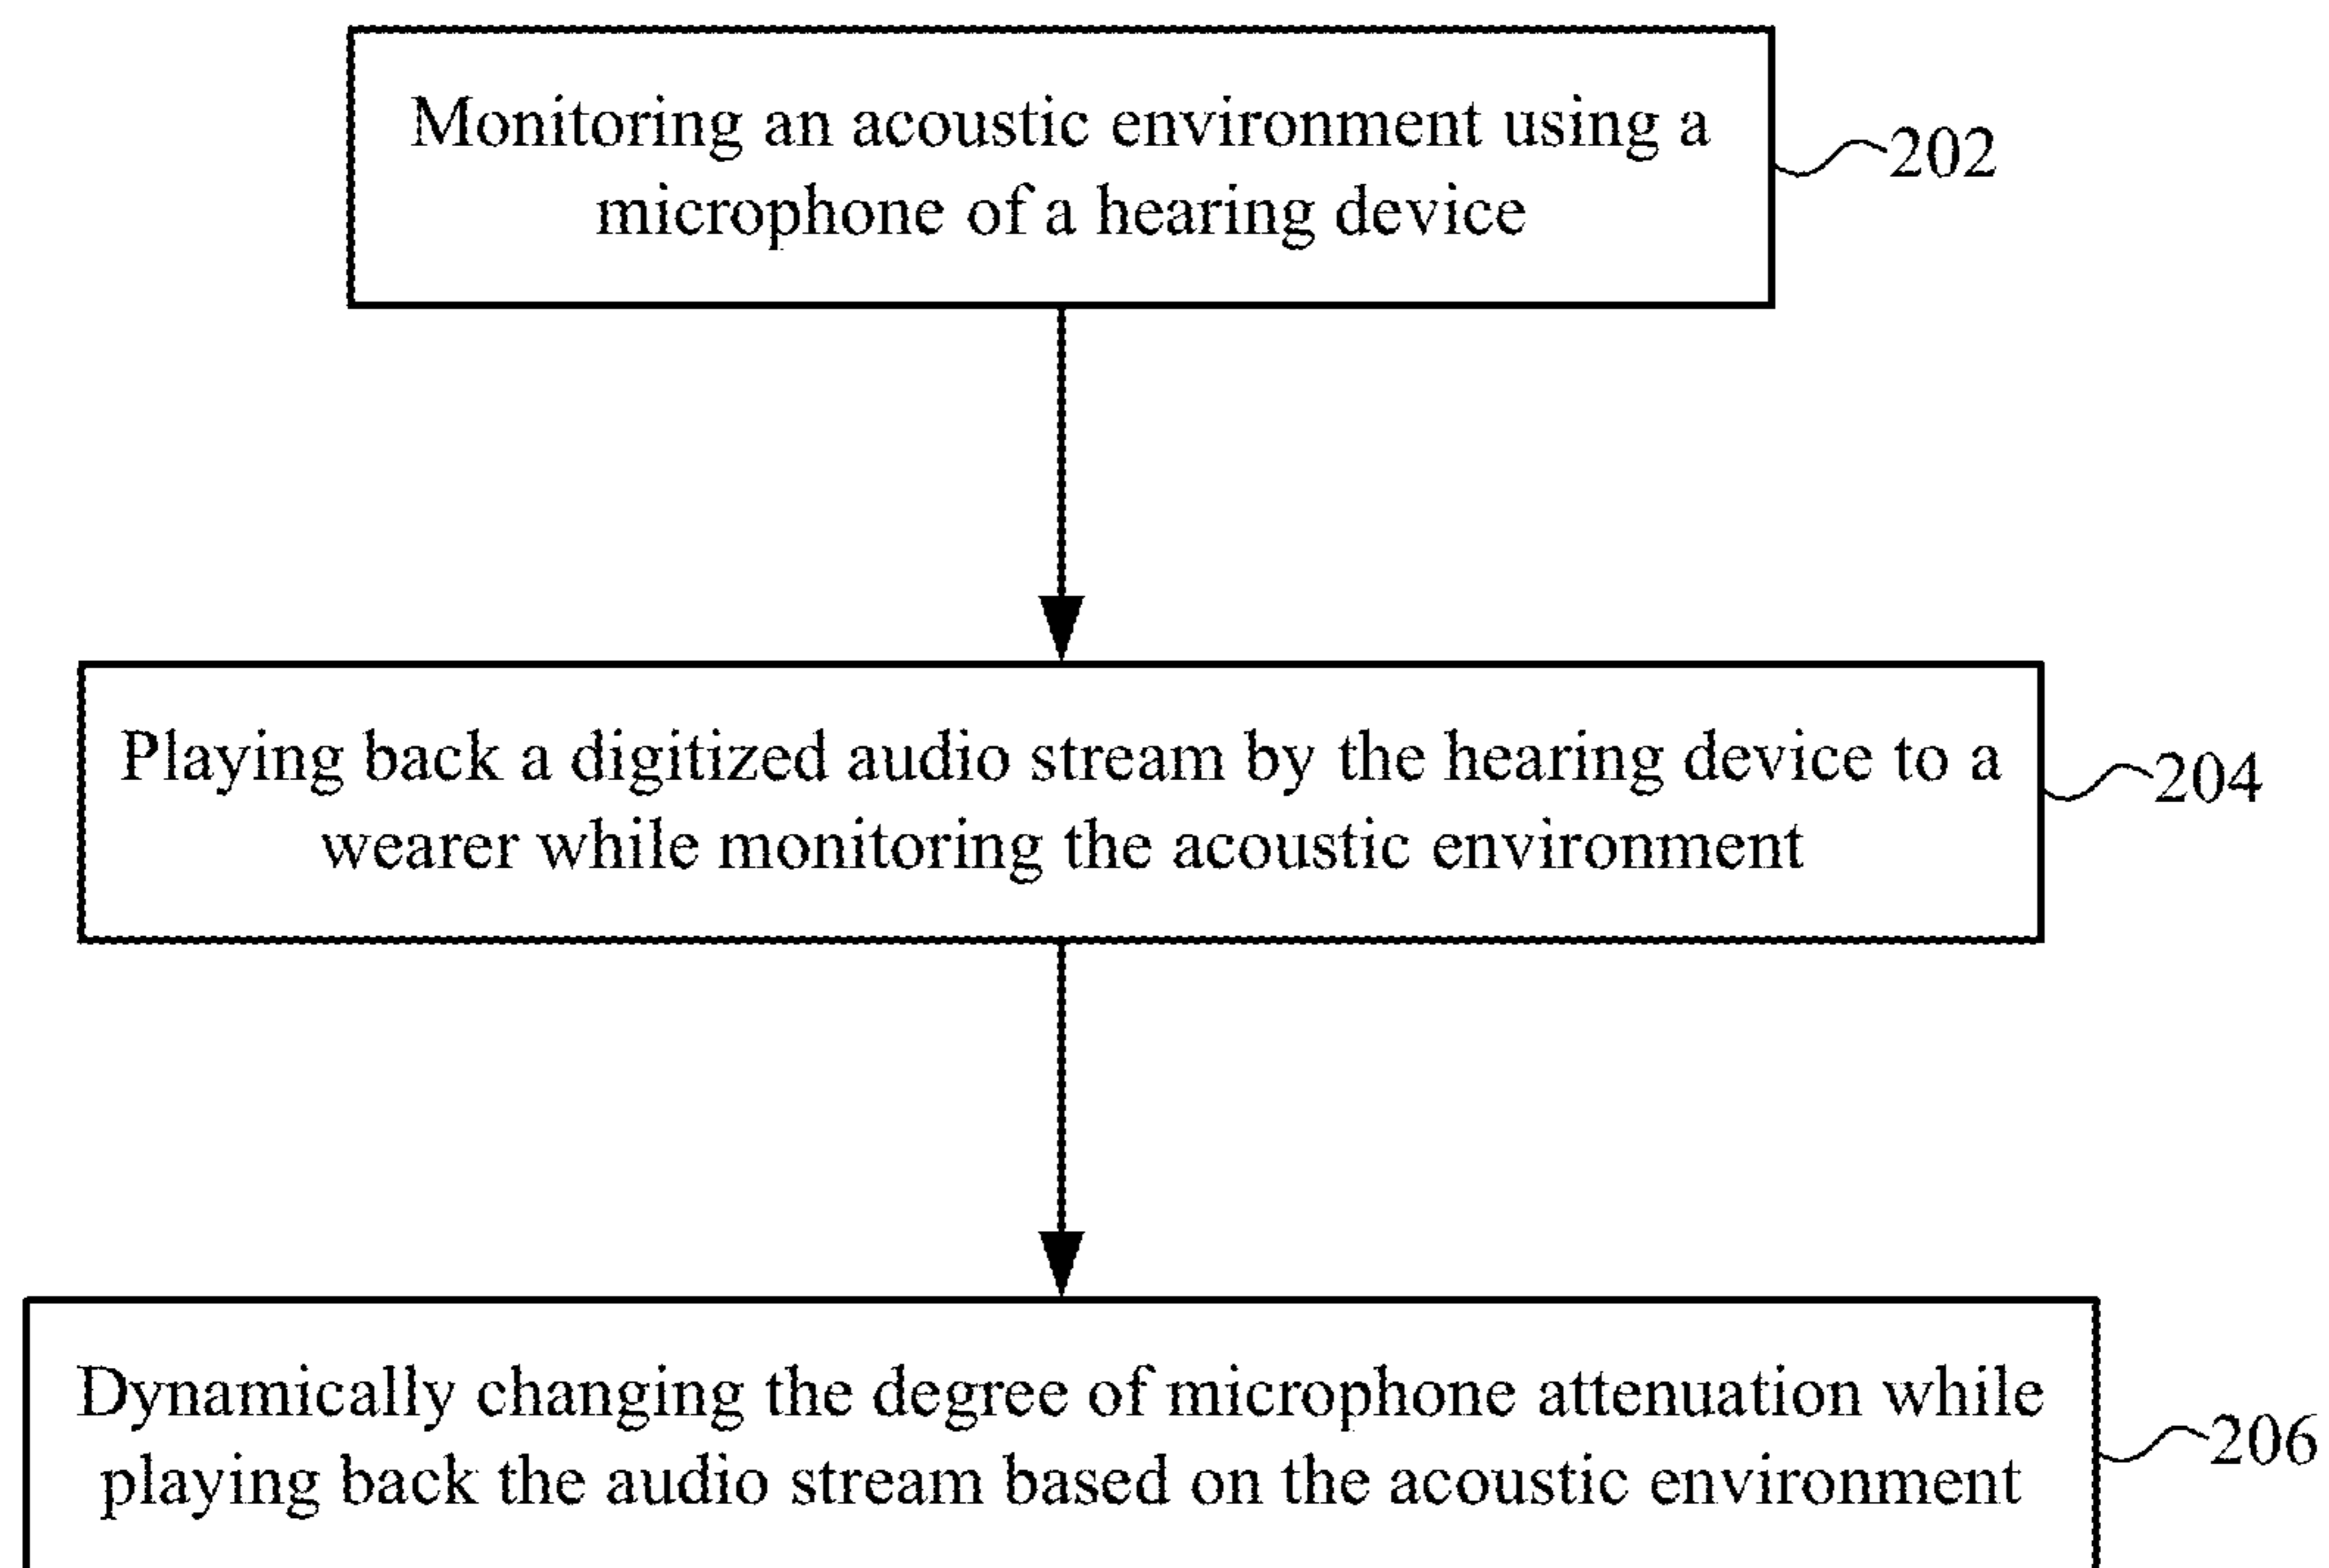 Monitoring an acoustic environment using a
microphone of a hearing device
202
Playing back a digitized audio stream by the hearing device to a
wearer while monitoring the acoustic environment
204
Dynamically changing the degree of microphone attenuation while
playing back the audio stream based on the acoustic environment
206